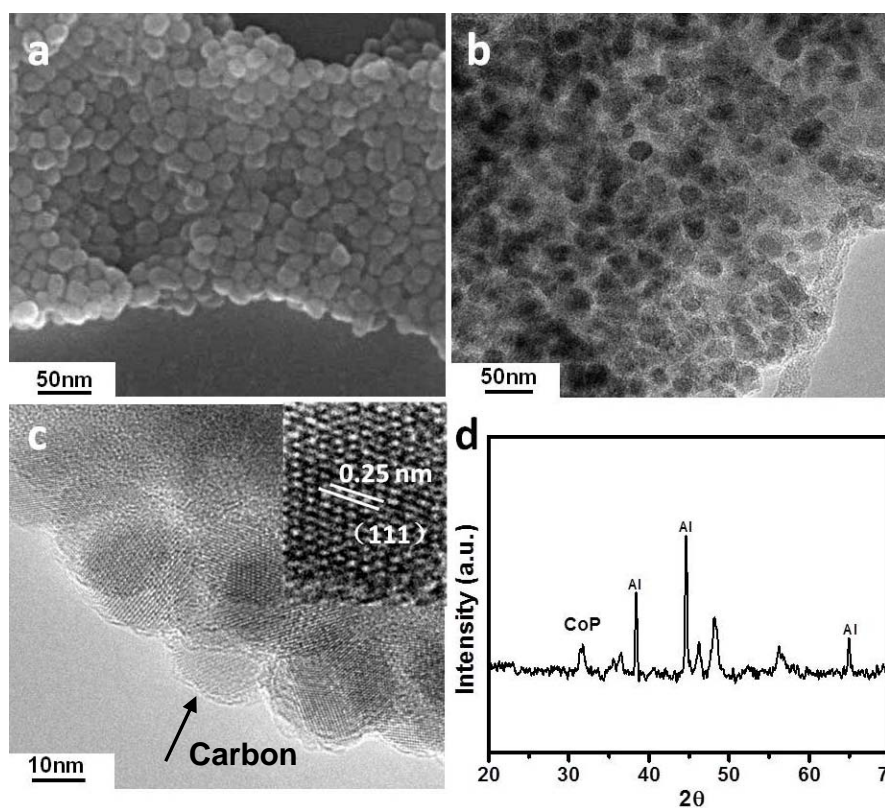 a
50nm
b
50nm
c
0.25 nm
（111）
Carbon
10nm
d
Intensity (a.u.)
CoP
Al
Al
Al
20 30 40 50 60 70
2θ